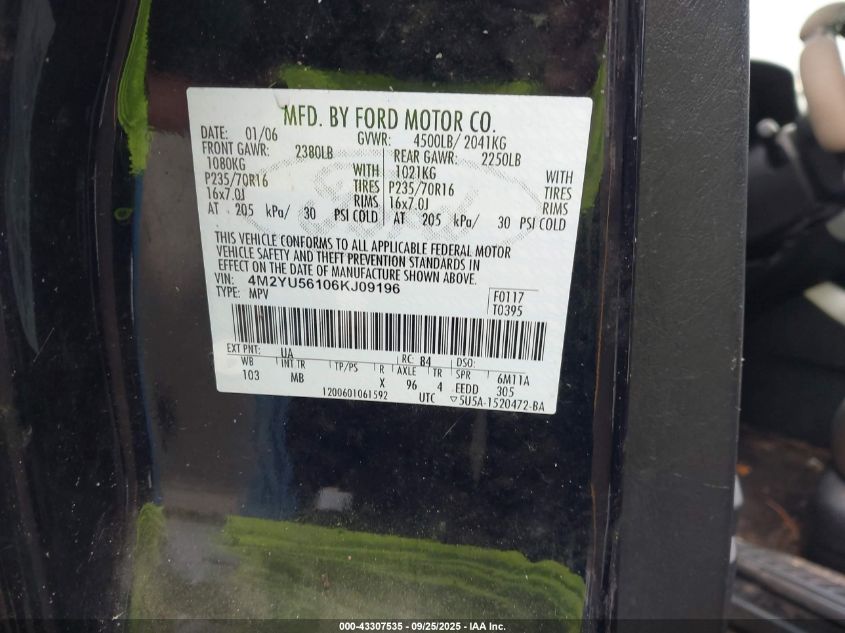 MFD. BY FORD MOTOR CO.
DATE: 01/06 GVWR: 4500LB/ 2041KG
FRONT GAWR: 2380LB REAR GAWR: 2250LB
1080KG WITH 1021KG WITH
P235/70R16 TIRES P235/70R16 TIRES
16x7.0J RIMS 16x7.0J RIMS
AT 205 kPa/ 30 PSI COLD AT 205 kPa/ 30 PSI COLD
THIS VEHICLE CONFORMS TO ALL APPLICABLE FEDERAL MOTOR
VEHICLE SAFETY AND THEFT PREVENTION STANDARDS IN
EFFECT ON THE DATE OF MANUFACTURE SHOWN ABOVE.
VIN: 4M2YU56106KJ09196
TYPE: MPV
F0117
T0395
EXT PNT: UA RC: B4 DSO:
WB INT TR TP/PS R AXLE TR SPR 6M11A
103 MB X 96 4 EEDD 305
1200601061592 UTC ▽5U5A-1520472-BA
000-43307535 - 09/25/2025 - IAA Inc.